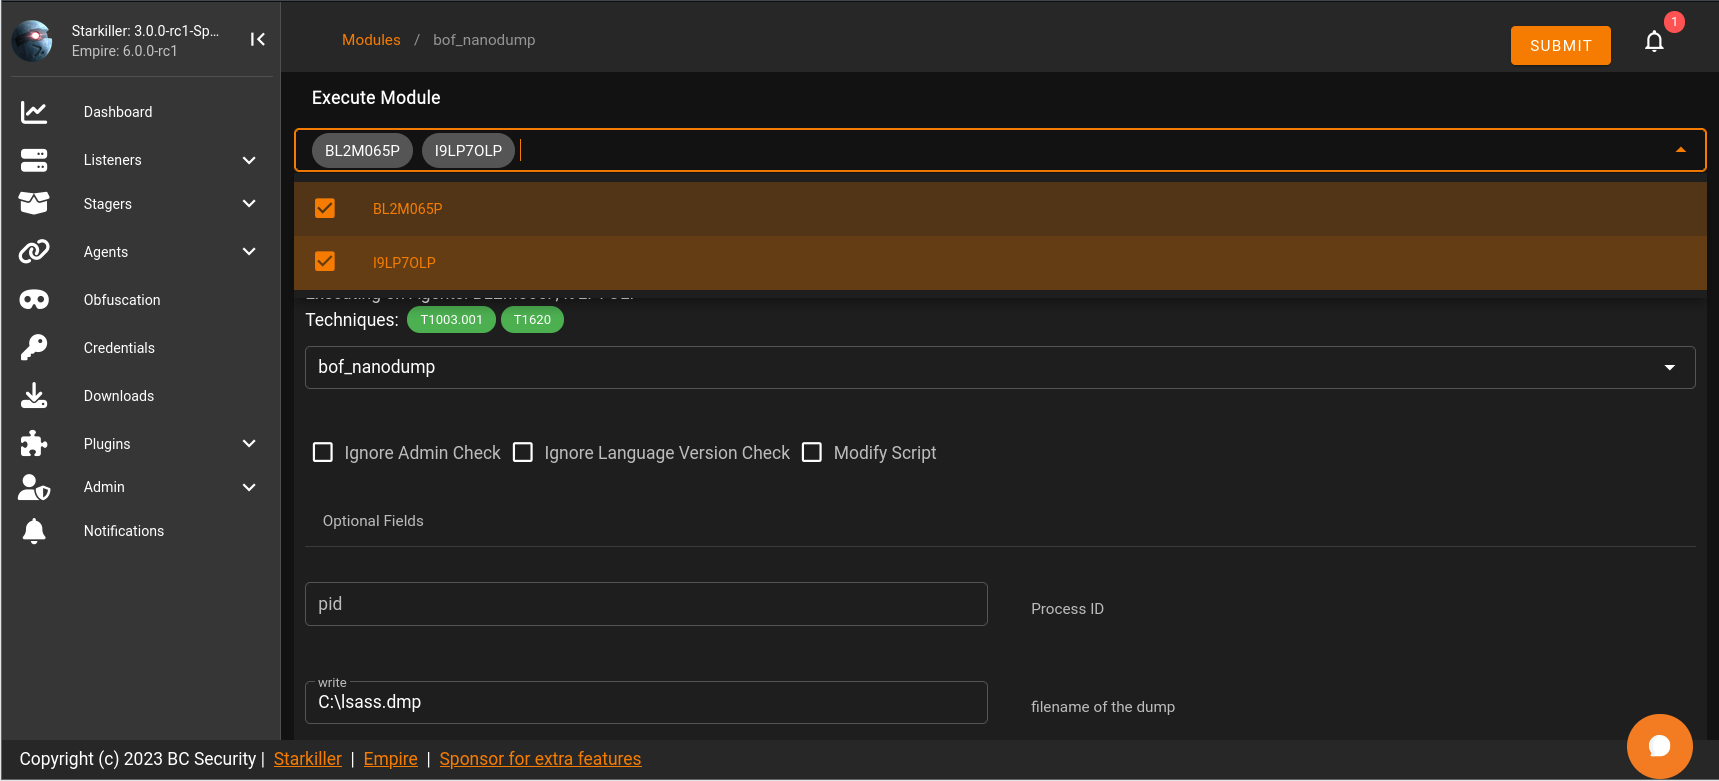 Starkiller: 3.0.0-rc1-Sp...
Empire: 6.0.0-rc1
Dashboard
Listeners
Stagers
Agents
Obfuscation
Credentials
Downloads
Plugins
Admin
Notifications
Modules / bof_nanodump
SUBMIT
1
Execute Module
BL2M065P I9LP7OLP
BL2M065P
I9LP7OLP
Techniques: T1003.001 T1620
bof_nanodump
Ignore Admin Check Ignore Language Version Check Modify Script
Optional Fields
pid Process ID
write
C:\lsass.dmp filename of the dump
Copyright (c) 2023 BC Security | Starkiller | Empire | Sponsor for extra features